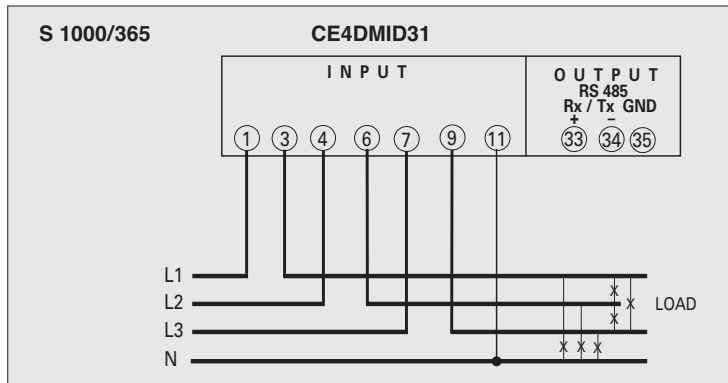 S 1000/365 CE4DMID31
INPUT
OUTPUT
RS 485
Rx / Tx GND
+ –
1 3 4 6 7 9 11 33 34 35
L1
L2
L3
N
LOAD
x
x
x
x x x